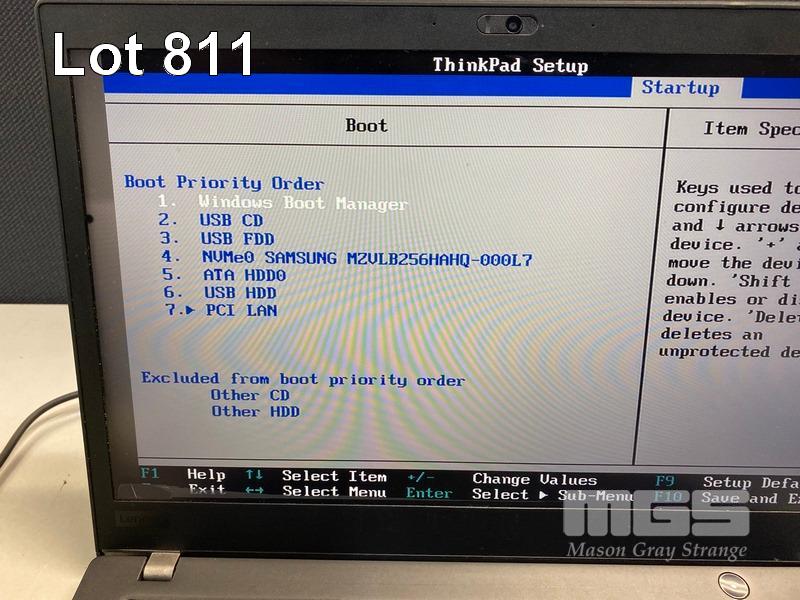 Lot 811
ThinkPad Setup
Startup
Boot
Item Spec
Boot Priority Order
1. Windows Boot Manager
2. USB CD
3. USB FDD
4. NVMe0 SAMSUNG MZVLB256HAHQ-000L7
5. ATA HDD0
6. USB HDD
7.▶ PCI LAN
Excluded from boot priority order
Other CD
Other HDD
Keys used to
configure de
and ↓ arrows
device. '+' a
move the devi
down. 'Shift
enables or di
device. 'Delet
deletes an
unprotected de
F1 Help ↑↓ Select Item +/- Change Values F9 Setup Defa
Exit ←→ Select Menu Enter Select ▶ Sub-Menu F10 Save and Ex
Lenovo
MGS
Mason Gray Strange